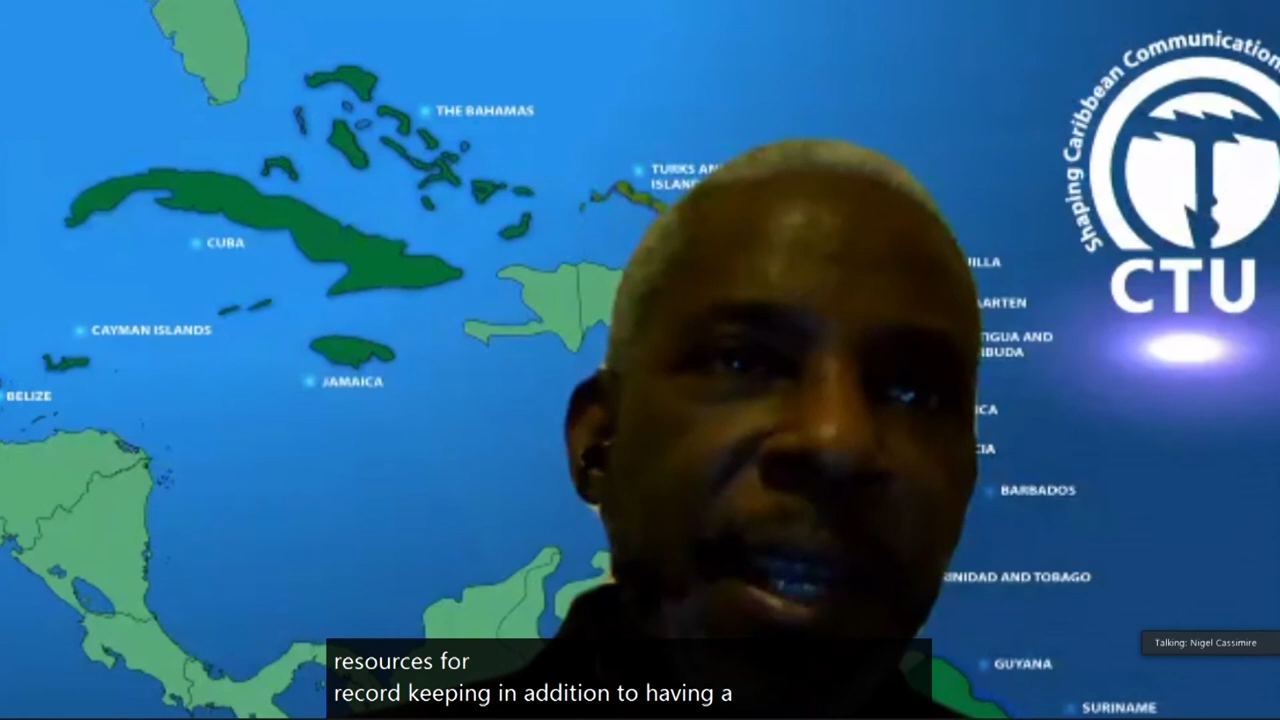 Shaping Caribbean Communication
CTU
THE BAHAMAS
TURKS AN
ISLAN
CUBA
CAYMAN ISLANDS
JAMAICA
BELIZE
ILLA
AARTEN
TIGUA AND
BUDA
ICA
CIA
BARBADOS
INIDAD AND TOBAGO
GUYANA
SURINAME
Talking: Nigel Cassimire
resources for
record keeping in addition to having a